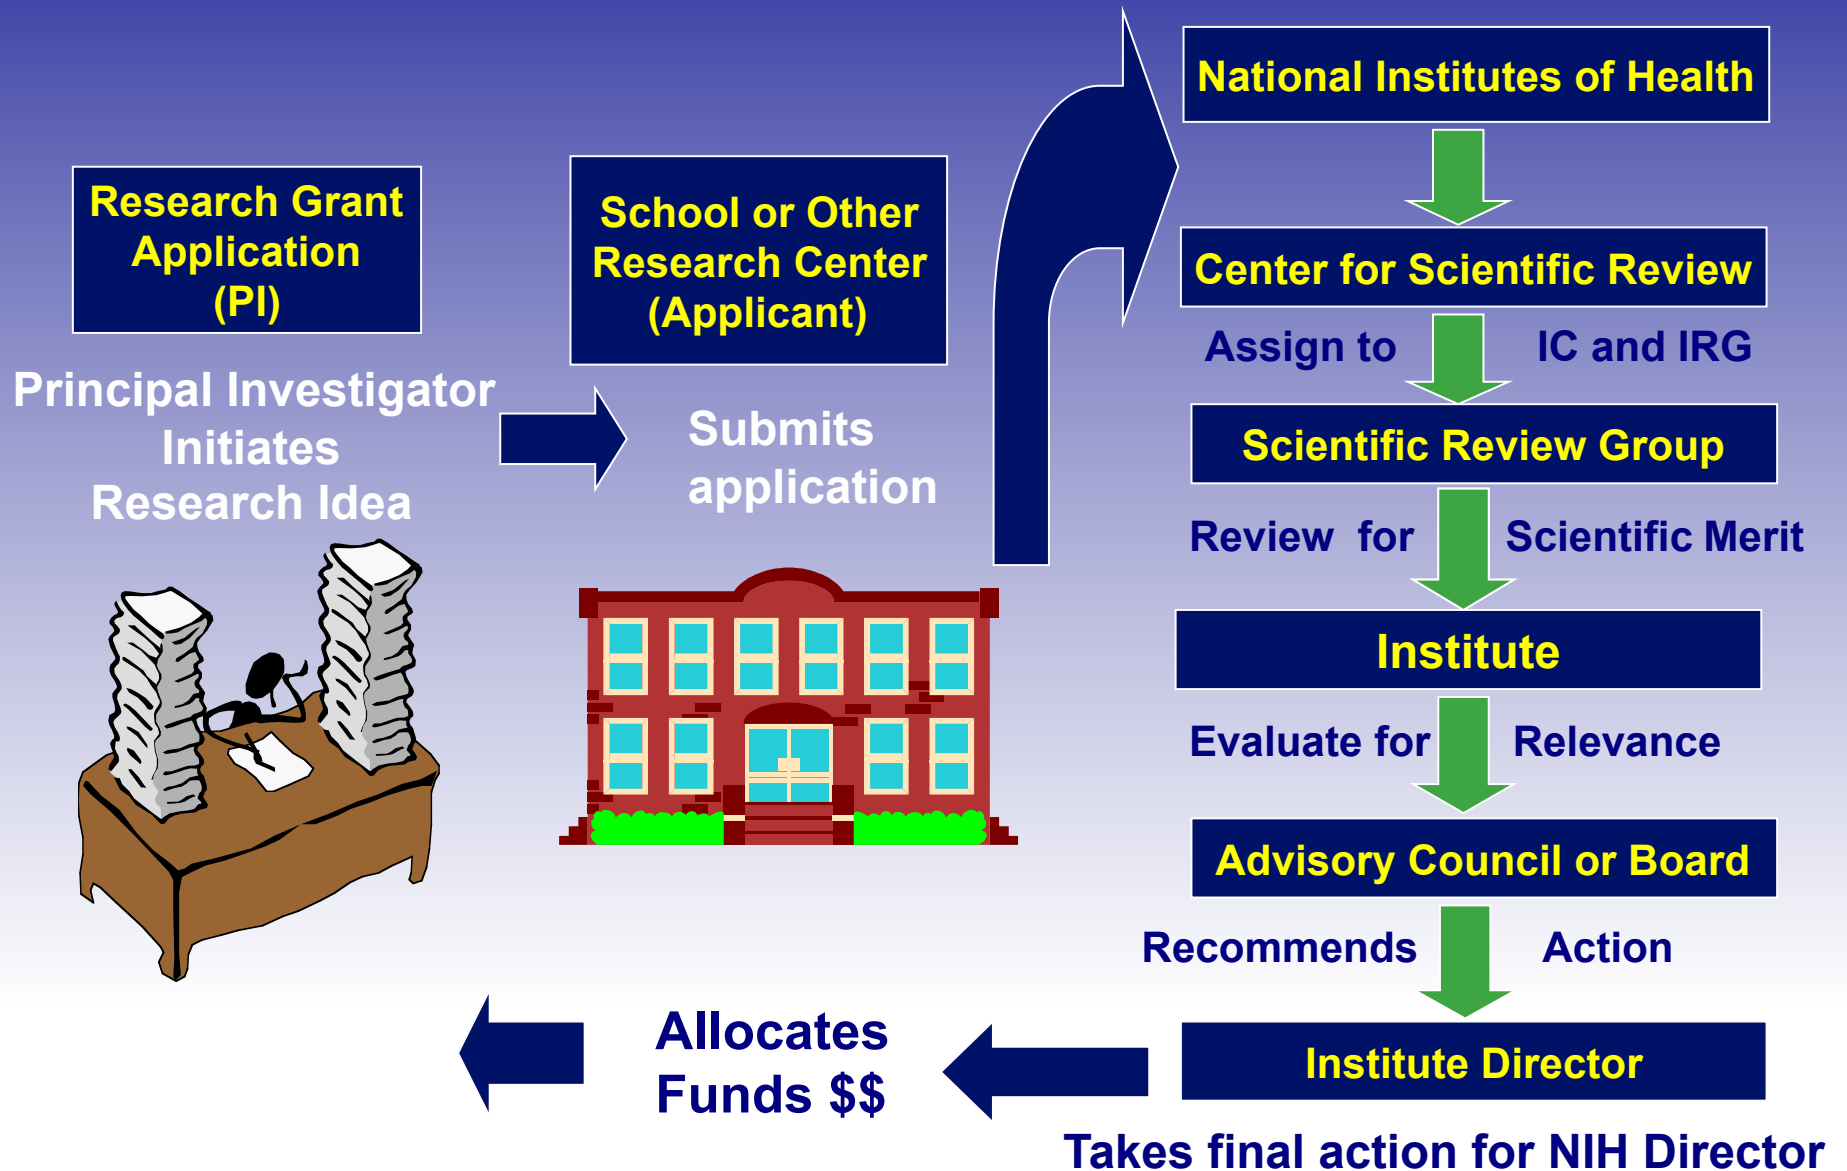 Research Grant
Application
(PI)
Principal Investigator
Initiates
Research Idea
School or Other
Research Center
(Applicant)
Submits
application
National Institutes of Health
Center for Scientific Review
Assign to IC and IRG
Scientific Review Group
Review for Scientific Merit
Institute
Evaluate for Relevance
Advisory Council or Board
Recommends Action
Institute Director
Takes final action for NIH Director
Allocates
Funds $$